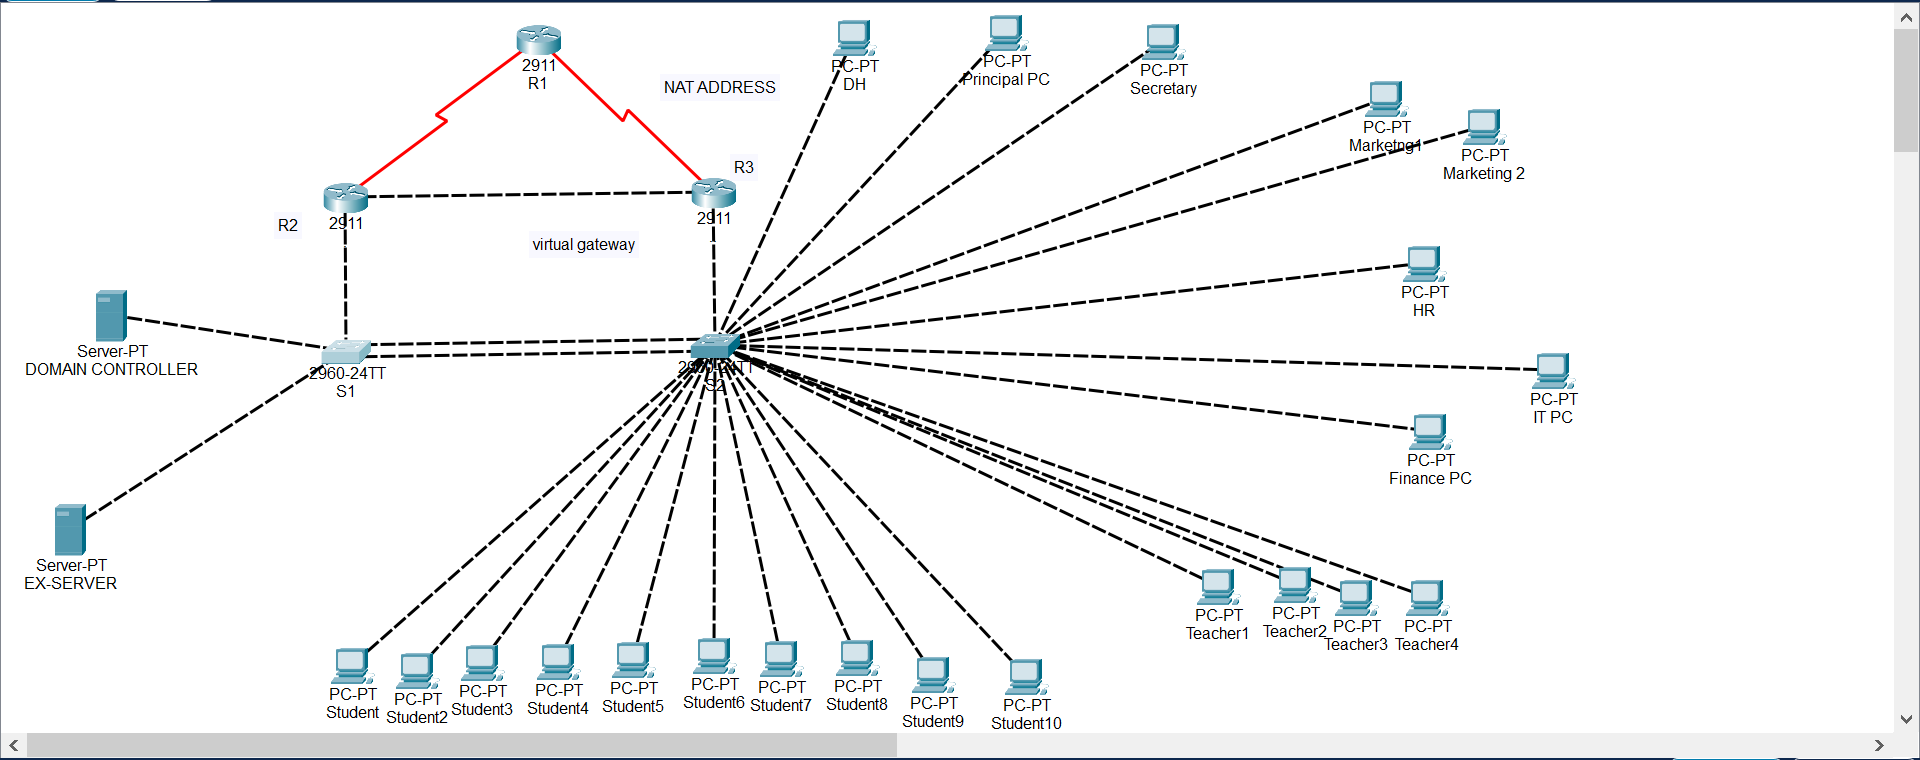 2911
R1
NAT ADDRESS
PC-PT
DH
PC-PT
Principal PC
PC-PT
Secretary
PC-PT
Marketng1
PC-PT
Marketing 2
R3
2911
R2
2911
virtual gateway
PC-PT
HR
Server-PT
DOMAIN CONTROLLER
2960-24TT
S1
2960-24TT
S2
PC-PT
IT PC
PC-PT
Finance PC
Server-PT
EX-SERVER
PC-PT
Teacher1
PC-PT
Teacher2
PC-PT
Teacher3
PC-PT
Teacher4
PC-PT
Student
PC-PT
Student2
PC-PT
Student3
PC-PT
Student4
PC-PT
Student5
PC-PT
Student6
PC-PT
Student7
PC-PT
Student8
PC-PT
Student9
PC-PT
Student10